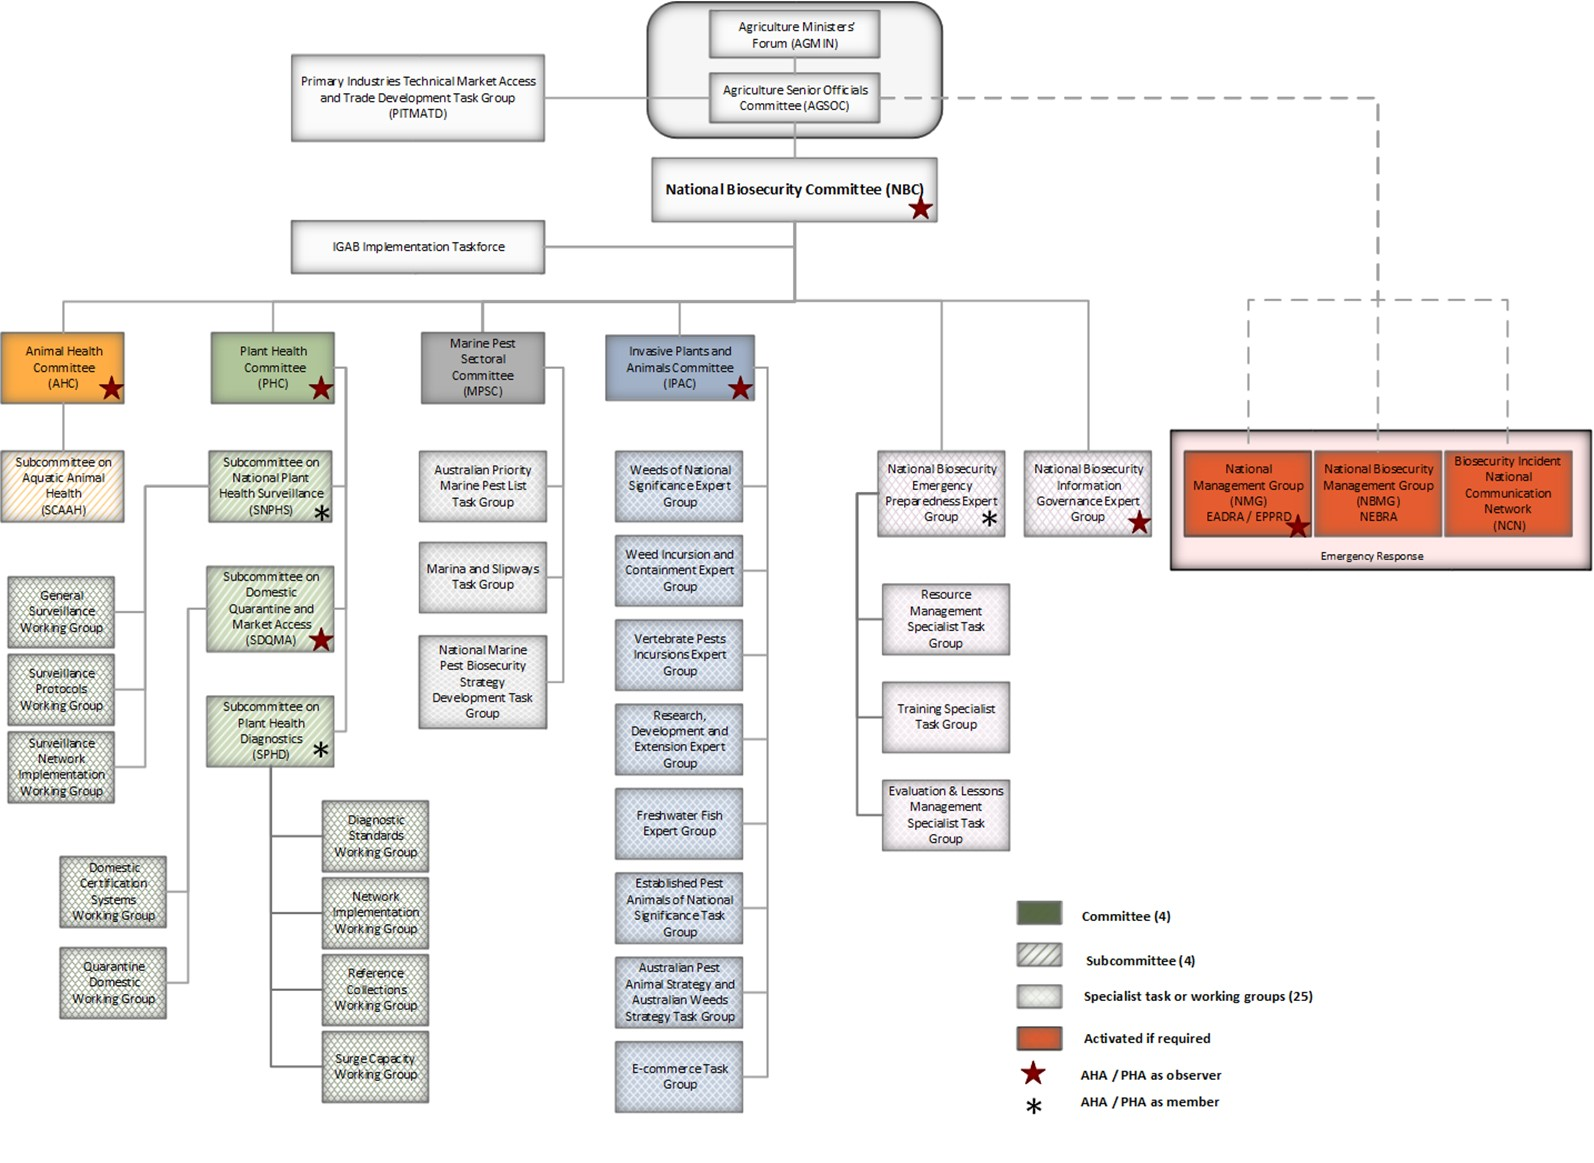 Agriculture Ministers'
Forum (AGMIN)
Primary Industries Technical Market Access
and Trade Development Task Group
(PITMATD)
Agriculture Senior Officials
Committee (AGSOC)
National Biosecurity Committee (NBC)
IGAB Implementation Taskforce
Animal Health
Committee
(AHC)
Plant Health
Committee
(PHC)
Marine Pest
Sectoral
Committee
(MPSC)
Invasive Plants and
Animals Committee
(IPAC)
Subcommittee on
Aquatic Animal
Health
(SCAAH)
Subcommittee on
National Plant
Health Surveillance
(SNPHS)
*
Australian Priority
Marine Pest List
Task Group
Weeds of National
Significance Expert
Group
National Biosecurity
Emergency
Preparedness Expert
Group
*
National Biosecurity
Information
Governance Expert
Group
National
Management Group
(NMG)
EADRA / EPPRD
National Biosecurity
Management Group
(NBMG)
NEBRA
Biosecurity Incident
National
Communication
Network
(NCN)
Emergency Response
General
Surveillance
Working Group
Subcommittee on
Domestic
Quarantine and
Market Access
(SDQMA)
Marina and Slipways
Task Group
Weed Incursion and
Containment Expert
Group
Resource
Management
Specialist Task
Group
Surveillance
Protocols
Working Group
National Marine
Pest Biosecurity
Strategy
Development Task
Group
Vertebrate Pests
Incursions Expert
Group
Training Specialist
Task Group
Surveillance
Network
Implementation
Working Group
Subcommittee on
Plant Health
Diagnostics
(SPHD)
*
Research,
Development and
Extension Expert
Group
Evaluation & Lessons
Management
Specialist Task
Group
Diagnostic
Standards
Working Group
Freshwater Fish
Expert Group
Domestic
Certification
Systems
Working Group
Network
Implementation
Working Group
Established Pest
Animals of National
Significance Task
Group
Quarantine
Domestic
Working Group
Reference
Collections
Working Group
Australian Pest
Animal Strategy and
Australian Weeds
Strategy Task Group
Surge Capacity
Working Group
E-commerce Task
Group
Committee (4)
Subcommittee (4)
Specialist task or working groups (25)
Activated if required
AHA / PHA as observer
* AHA / PHA as member